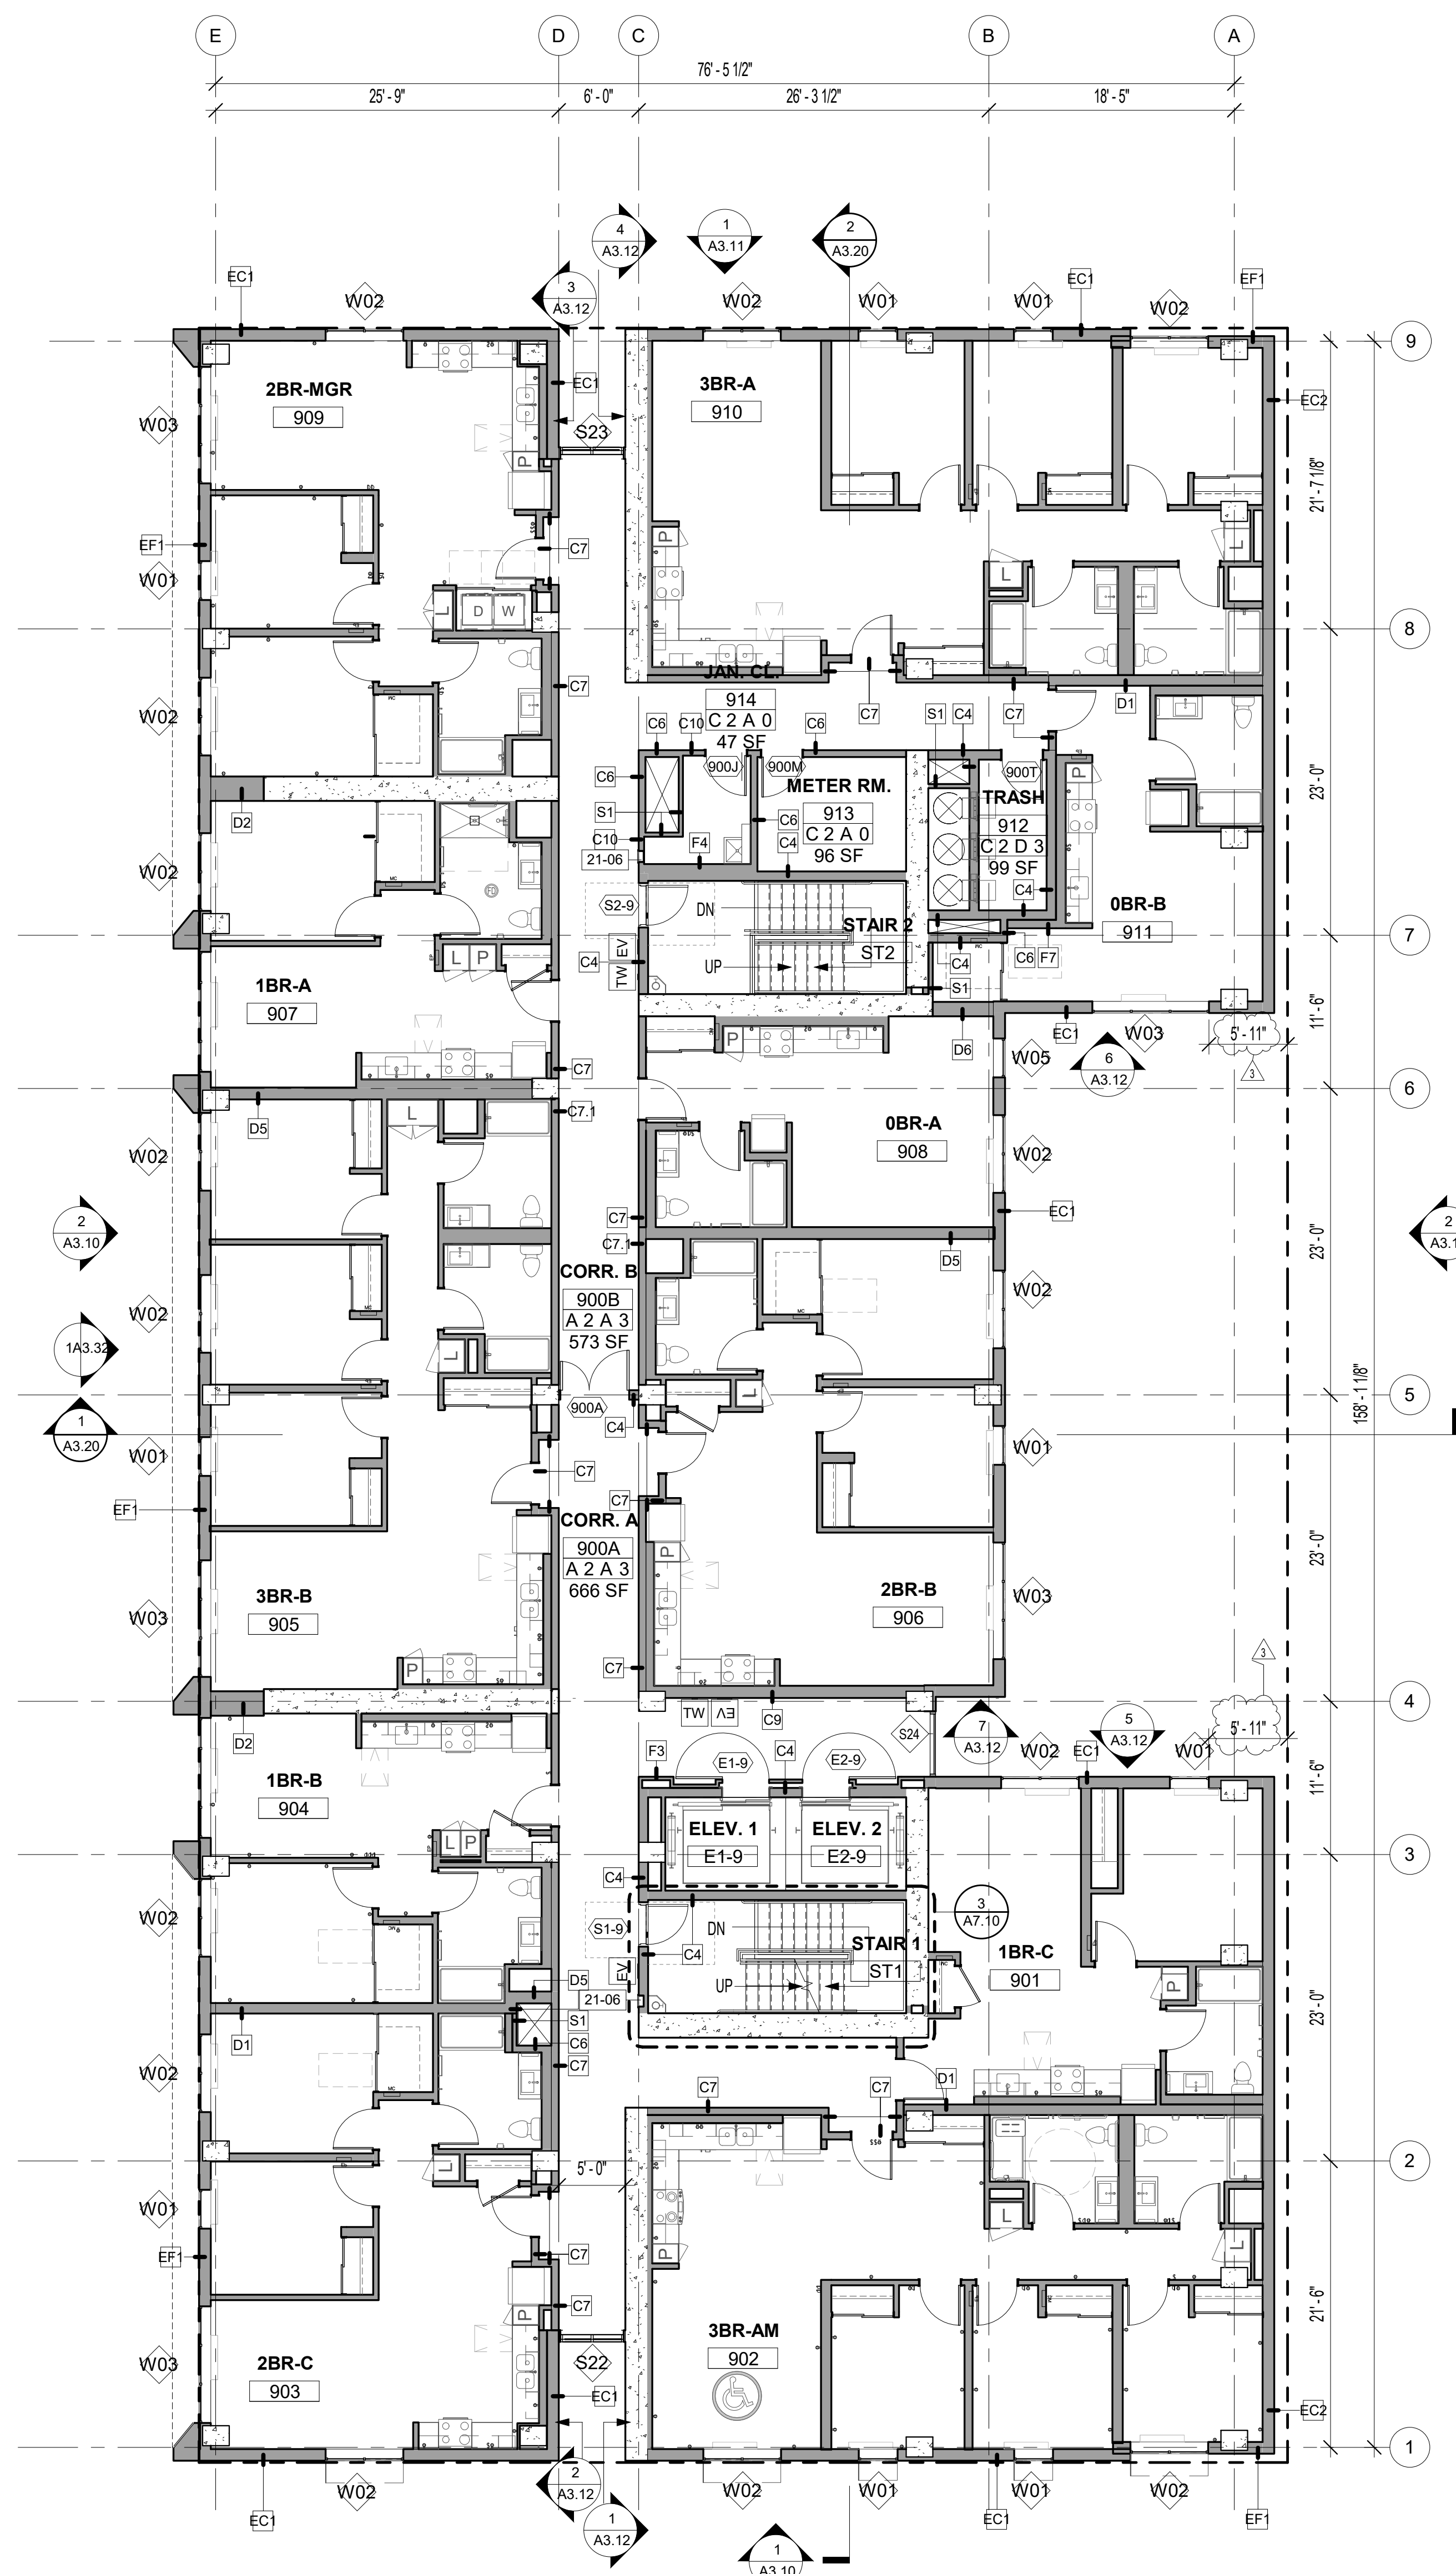 E D C B A
76' - 5 1/2"
25' - 9" 6' - 0" 26' - 3 1/2" 18' - 5"
4
A3.12
1
A3.11
2
A3.20
3
A3.12
EC1 W02 W02 W01 W01 EC1 W02 EF1
9
2BR-MGR
909
W03
EC1
S23
3BR-A
910
EC2
21' - 7 1/8"
P
EF1
W01
C7
L D W
P
L
L
8
W02
C7
JAN. CL.
914
C 2 A 0
47 SF
C6 C10 C6 C7 S1 C4 C7 D1
900J 900M 900T
C6
S1
C10
21-06
F4
C6
C4
METER RM.
913
C 2 A 0
96 SF
TRASH
912
C 2 D 3
99 SF
C4
P
23' - 0"
D2
W02
FD
0BR-B
911
S2-9
DN
STAIR 2
ST2
UP
EV
TW
C4
C4
S1
C6 F7
7
L P
1BR-A
907
C7
P
D6
EC1
W03
5' - 11"
3
11' - 6"
W05
6
A3.12
6
D5
C7.1
L
W02
0BR-A
908
W02
EC1
C7
C7.1
D5
2
A3.10
2
23' - 0"
CORR. B
900B
A 2 A 3
573 SF
W02
W02
MC
1A3.32
L
L
900A
C4
5
158' - 1 1/8"
1
A3.20
W01
C7
C7
W01
EF1
CORR. A
900A
A 2 A 3
666 SF
P
23' - 0"
3BR-B
905
W03
P
2BR-B
906
W03
C7
4
TW EV
C9
S24
7
A3.12
5
A3.12
3
5' - 11"
D2
W02 EC1 W01
F3
E1-9
C4
E2-9
11' - 6"
1BR-B
904
L P
ELEV. 1
E1-9
ELEV. 2
E2-9
3
C4
W02
MC
S1-9
DN
C4
STAIR 1
ST1
UP
EV
21-06
3
A7.10
1BR-C
901
P
D5
S1
C6
C7
D1
W02
MC
23' - 0"
C7
C7
D1
5' - 0"
2
L
W01
EF1
C7
C7
P
L
L
21' - 6"
2BR-C
903
W03
P
S22
EC1
3BR-AM
902
EC2
1
EC1 W02
2
A3.12
1
A3.12
W02 W01 EC1 W01 W02 EF1
1
A3.10